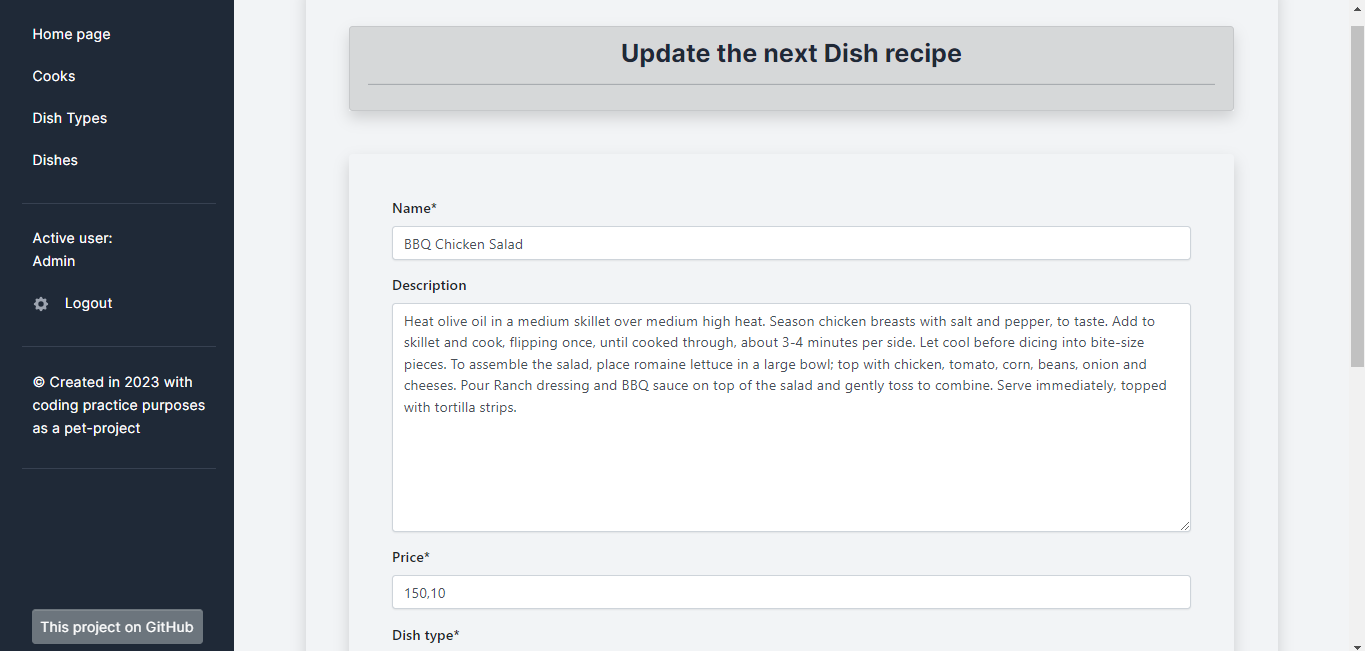 Home page
Cooks
Dish Types
Dishes
Active user:
Admin
Logout
© Created in 2023 with
coding practice purposes
as a pet-project
This project on GitHub
Update the next Dish recipe
Name*
BBQ Chicken Salad
Description
Heat olive oil in a medium skillet over medium high heat. Season chicken breasts with salt and pepper, to taste. Add to
skillet and cook, flipping once, until cooked through, about 3-4 minutes per side. Let cool before dicing into bite-size
pieces. To assemble the salad, place romaine lettuce in a large bowl; top with chicken, tomato, corn, beans, onion and
cheeses. Pour Ranch dressing and BBQ sauce on top of the salad and gently toss to combine. Serve immediately, topped
with tortilla strips.
Price*
150,10
Dish type*